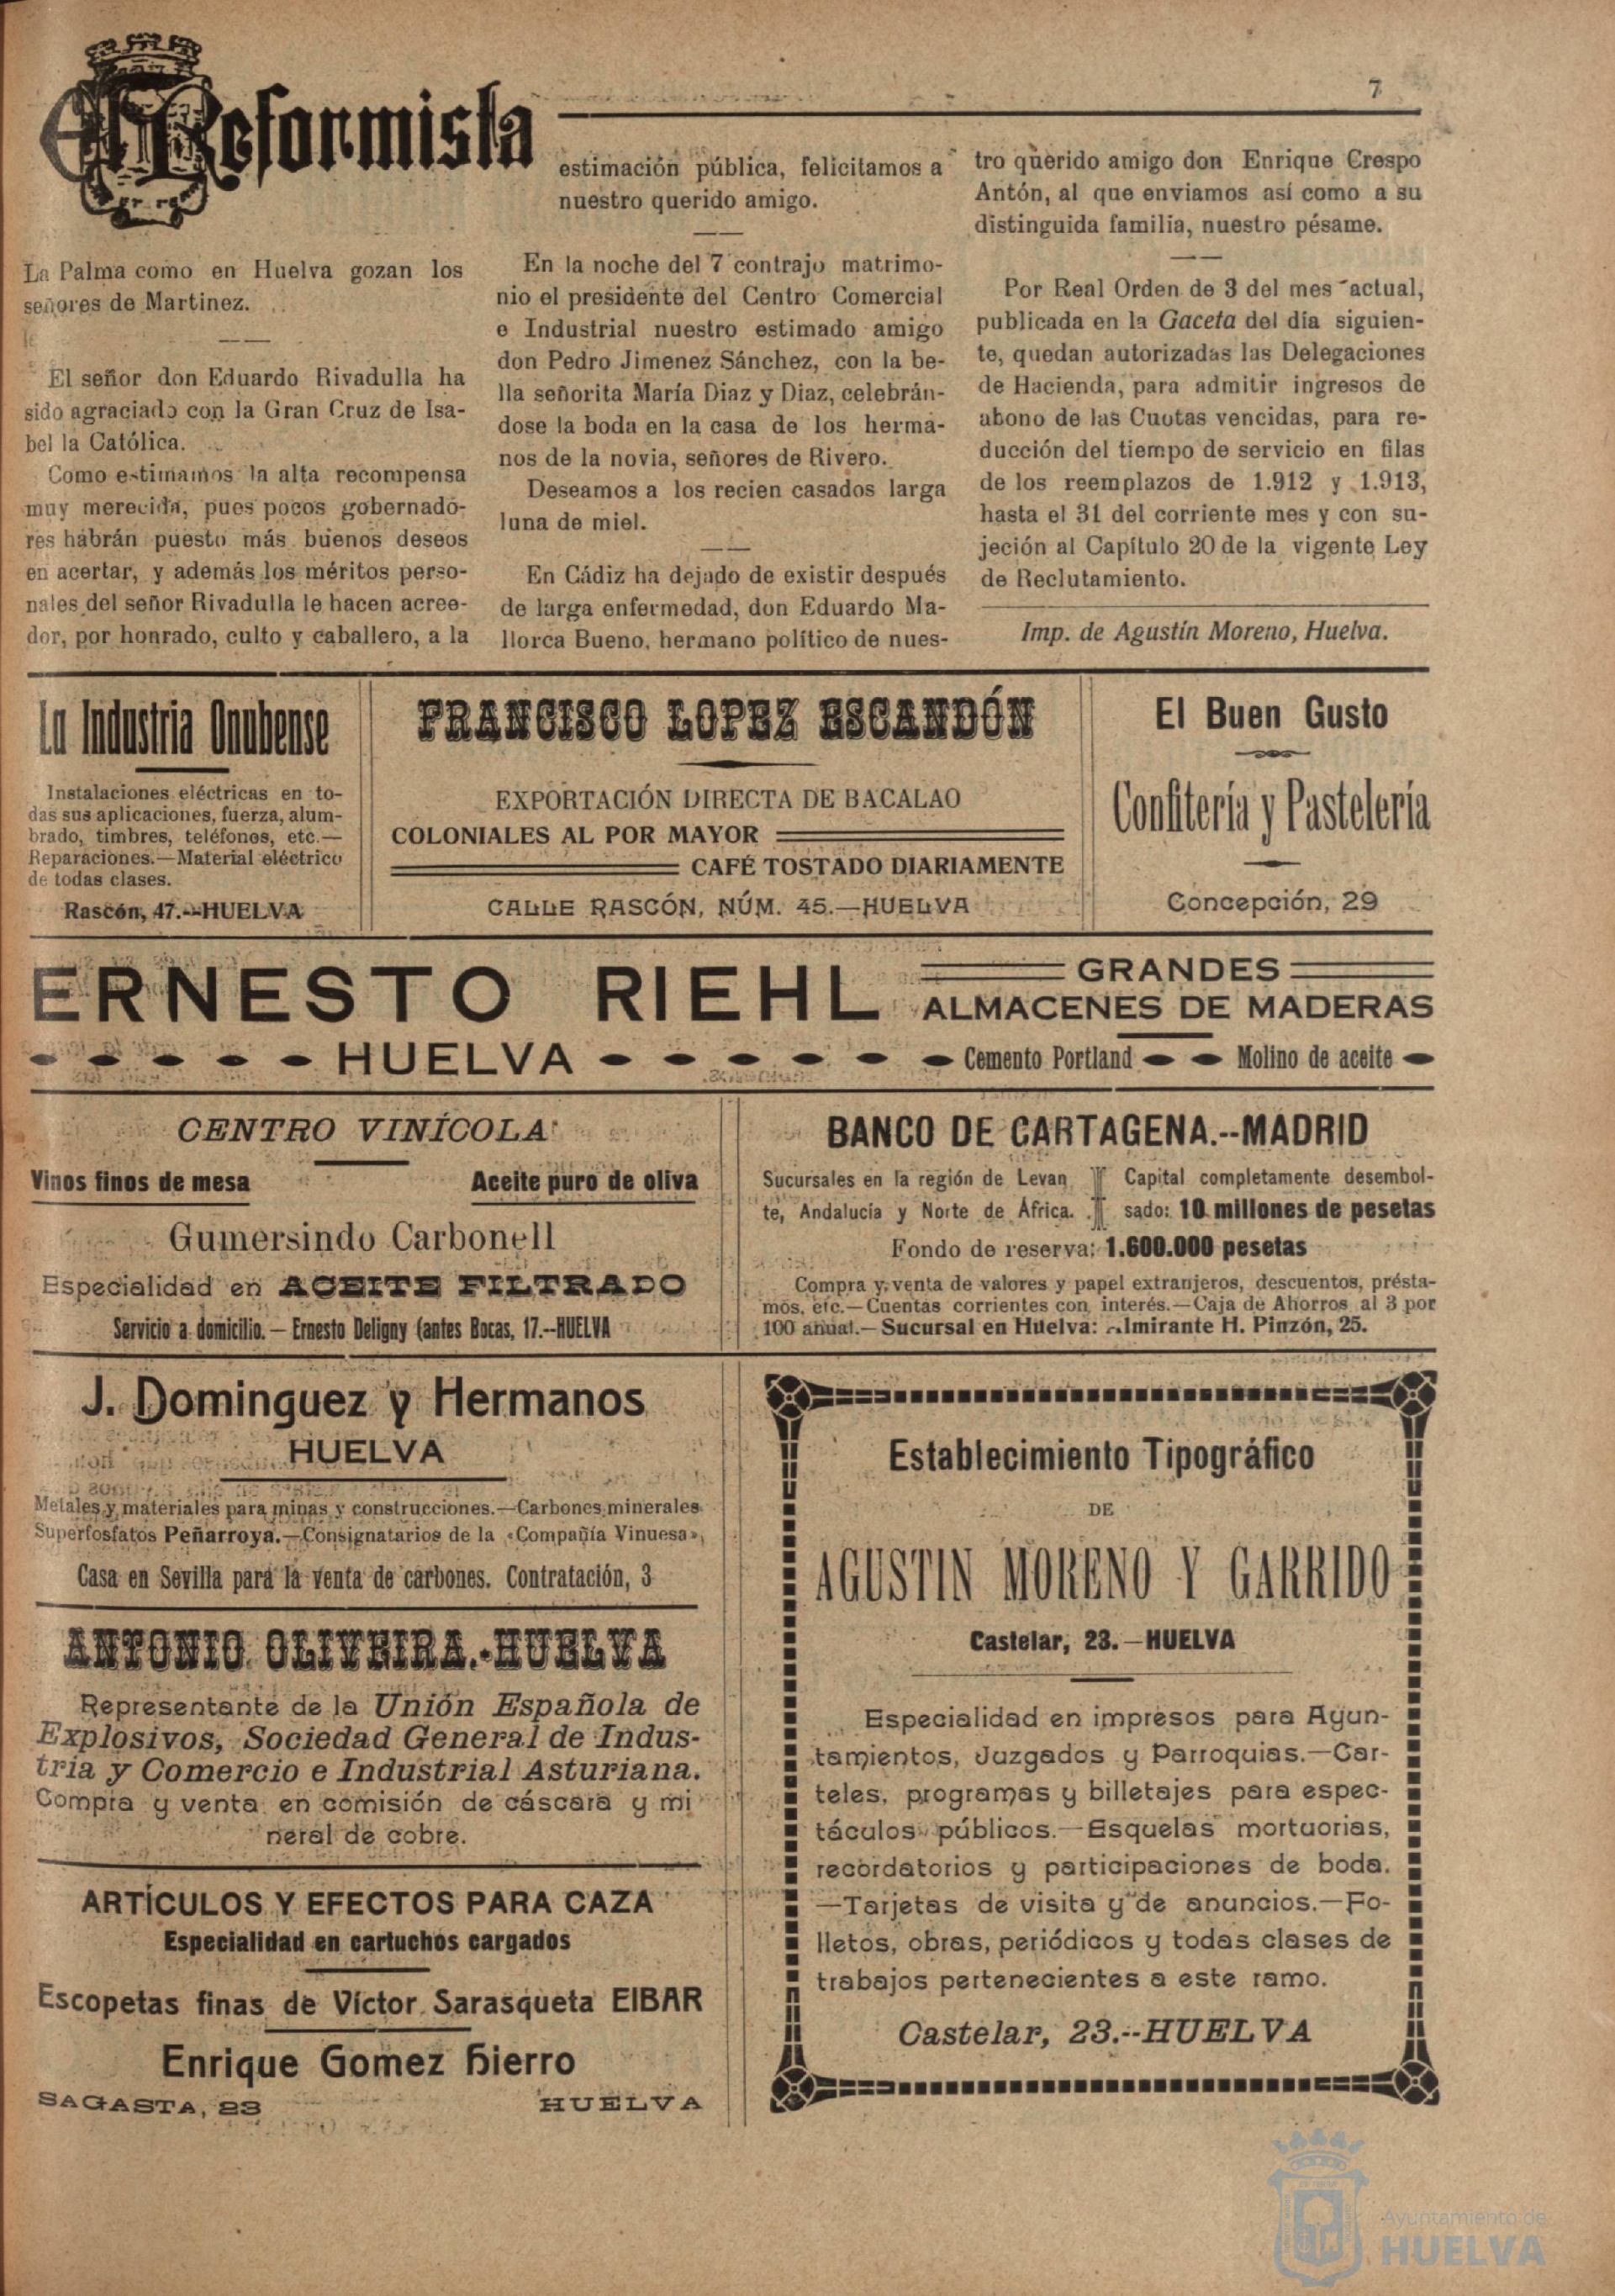 El Reformista
7
La Palma como en Huelva gozan los
señores de Martinez.
El señor don Eduardo Rivadulla ha
sido agraciado con la Gran Cruz de Isa-
bel la Católica.
Como estimamos la alta recompensa
muy merecida, pues pocos gobernado-
res habrán puesto más buenos deseos
en acertar, y además los méritos perso-
nales del señor Rivadulla le hacen acree-
dor, por honrado, culto y caballero, a la
estimación pública, felicitamos a
nuestro querido amigo.
En la noche del 7 contrajo matrimo-
nio el presidente del Centro Comercial
e Industrial nuestro estimado amigo
don Pedro Jimenez Sánchez, con la be-
lla señorita María Diaz y Diaz, celebrán-
dose la boda en la casa de los herma-
nos de la novia, señores de Rivero.
Deseamos a los recien casados larga
luna de miel.
En Cádiz ha dejado de existir después
de larga enfermedad, don Eduardo Ma-
llorca Bueno, hermano político de nues-
tro querido amigo don Enrique Crespo
Antón, al que enviamos así como a su
distinguida familia, nuestro pésame.
Por Real Orden de 3 del mes actual,
publicada en la Gaceta del día siguien-
te, quedan autorizadas las Delegaciones
de Hacienda, para admitir ingresos de
abono de las Cuotas vencidas, para re-
ducción del tiempo de servicio en filas
de los reemplazos de 1.912 y 1.913,
hasta el 31 del corriente mes y con su-
jeción al Capítulo 20 de la vigente Ley
de Reclutamiento.
Imp. de Agustín Moreno, Huelva.
La Industria Onubense
Instalaciones eléctricas en to-
das sus aplicaciones, fuerza, alum-
brado, timbres, teléfonos, etc.—
Reparaciones.—Material eléctrico
de todas clases.
Rascón, 47.--HUELVA
FRANCISCO LOPEZ ESCANDÓN
EXPORTACIÓN DIRECTA DE BACALAO
COLONIALES AL POR MAYOR
CAFÉ TOSTADO DIARIAMENTE
CALLE RASCÓN, NÚM. 45.—HUELVA
El Buen Gusto
Confitería y Pastelería
Concepción, 29
ERNESTO RIEHL
HUELVA
GRANDES
ALMACENES DE MADERAS
Cemento Portland Molino de aceite
CENTRO VINÍCOLA
Vinos finos de mesa Aceite puro de oliva
Gumersindo Carbonell
Especialidad en ACEITE FILTRADO
Servicio a domicilio.— Ernesto Deligny (antes Bocas, 17.--HUELVA
BANCO DE CARTAGENA.--MADRID
Sucursales en la región de Levan
te, Andalucía y Norte de África.
Capital completamente desembol-
sado: 10 millones de pesetas
Fondo de reserva: 1.600.000 pesetas
Compra y venta de valores y papel extranjeros, descuentos, présta-
mos, etc.—Cuentas corrientes con interés.—Caja de Ahorros al 3 por
100 anual.—Sucursal en Huelva: Almirante H. Pinzón, 25.
J. Dominguez y Hermanos
HUELVA
Metales y materiales para minas y construcciones.—Carbones minerales
Superfosfatos Peñarroya.—Consignatarios de la «Compañía Vinuesa»,
Casa en Sevilla para la venta de carbones. Contratación, 3
ANTONIO OLIVEIRA.-HUELVA
Representante de la Unión Española de
Explosivos, Sociedad General de Indus-
tria y Comercio e Industrial Asturiana.
Compra y venta en comisión de cáscara y mi
neral de cobre.
ARTÍCULOS Y EFECTOS PARA CAZA
Especialidad en cartuchos cargados
Escopetas finas de Víctor Sarasqueta EIBAR
Enrique Gomez Hierro
SAGASTA, 23 HUELVA
Establecimiento Tipográfico
DE
AGUSTIN MORENO Y GARRIDO
Castelar, 23.—HUELVA
Especialidad en impresos para Ayun-
tamientos, Juzgados y Parroquias.—Car-
teles, programas y billetajes para espec-
táculos públicos.—Esquelas mortuorias,
recordatorios y participaciones de boda.
—Tarjetas de visita y de anuncios.—Fo-
lletos, obras, periódicos y todas clases de
trabajos pertenecientes a este ramo.
Castelar, 23.--HUELVA
Ayuntamiento de
HUELVA